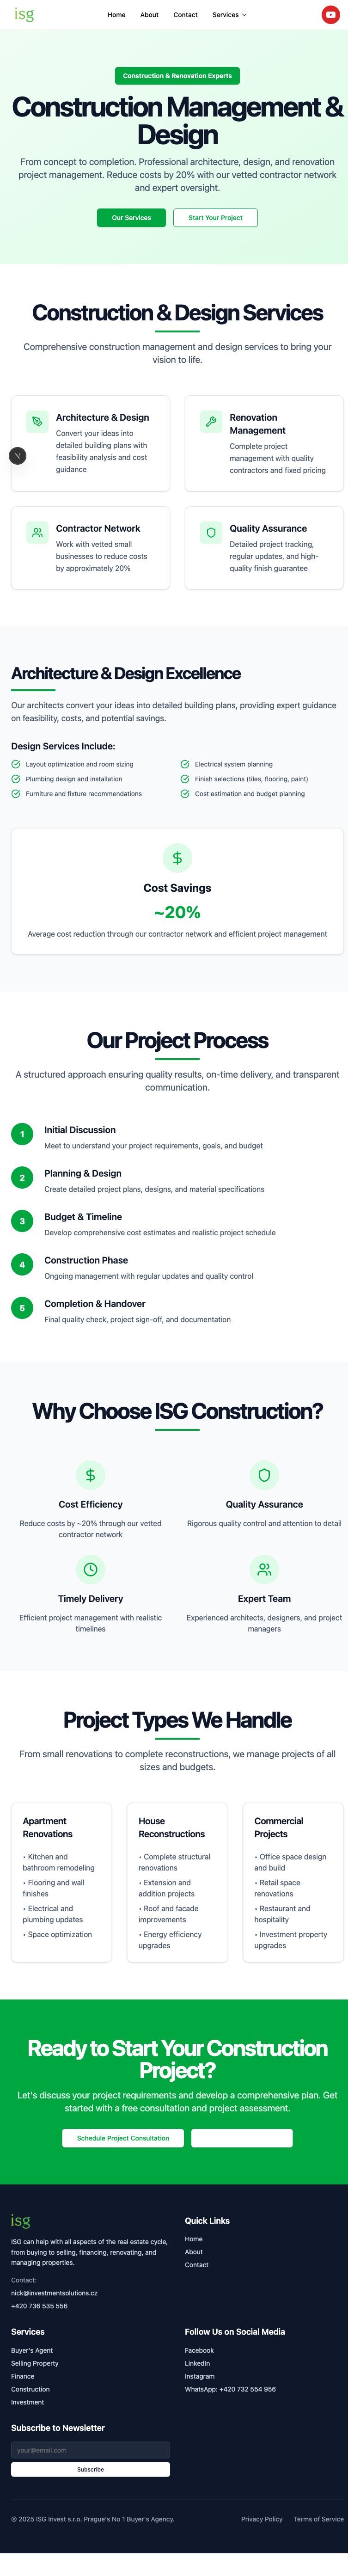 isg
Home
About
Contact
Services
Construction & Renovation Experts
Construction Management &
Design
From concept to completion. Professional architecture, design, and renovation
project management. Reduce costs by 20% with our vetted contractor network
and expert oversight.
Our Services
Start Your Project
Construction & Design Services
Comprehensive construction management and design services to bring your
vision to life.
Architecture & Design
Convert your ideas into
detailed building plans with
feasibility analysis and cost
guidance
Renovation
Management
Complete project
management with quality
contractors and fixed pricing
Contractor Network
Work with vetted small
businesses to reduce costs
by approximately 20%
Quality Assurance
Detailed project tracking,
regular updates, and high-
quality finish guarantee
Architecture & Design Excellence
Our architects convert your ideas into detailed building plans, providing expert guidance
on feasibility, costs, and potential savings.
Design Services Include:
Layout optimization and room sizing
Electrical system planning
Plumbing design and installation
Finish selections (tiles, flooring, paint)
Furniture and fixture recommendations
Cost estimation and budget planning
Cost Savings
~20%
Average cost reduction through our contractor network and efficient project management
Our Project Process
A structured approach ensuring quality results, on-time delivery, and transparent
communication.
1
Initial Discussion
Meet to understand your project requirements, goals, and budget
2
Planning & Design
Create detailed project plans, designs, and material specifications
3
Budget & Timeline
Develop comprehensive cost estimates and realistic project schedule
4
Construction Phase
Ongoing management with regular updates and quality control
5
Completion & Handover
Final quality check, project sign-off, and documentation
Why Choose ISG Construction?
Cost Efficiency
Reduce costs by ~20% through our vetted
contractor network
Quality Assurance
Rigorous quality control and attention to detail
Timely Delivery
Efficient project management with realistic
timelines
Expert Team
Experienced architects, designers, and project
managers
Project Types We Handle
From small renovations to complete reconstructions, we manage projects of all
sizes and budgets.
Apartment
Renovations
• Kitchen and
bathroom remodeling
• Flooring and wall
finishes
• Electrical and
plumbing updates
• Space optimization
House
Reconstructions
• Complete structural
renovations
• Extension and
addition projects
• Roof and facade
improvements
• Energy efficiency
upgrades
Commercial
Projects
• Office space design
and build
• Retail space
renovations
• Restaurant and
hospitality
• Investment property
upgrades
Ready to Start Your Construction
Project?
Let's discuss your project requirements and develop a comprehensive plan. Get
started with a free consultation and project assessment.
Schedule Project Consultation
isg
ISG can help with all aspects of the real estate cycle,
from buying to selling, financing, renovating, and
managing properties.
Contact:
nick@investmentsolutions.cz
+420 736 535 556
Quick Links
Home
About
Contact
Services
Buyer's Agent
Selling Property
Finance
Construction
Investment
Follow Us on Social Media
Facebook
LinkedIn
Instagram
WhatsApp: +420 732 554 956
Subscribe to Newsletter
your@email.com
Subscribe
© 2025 ISG Invest s.r.o. Prague's No 1 Buyer's Agency.
Privacy Policy
Terms of Service